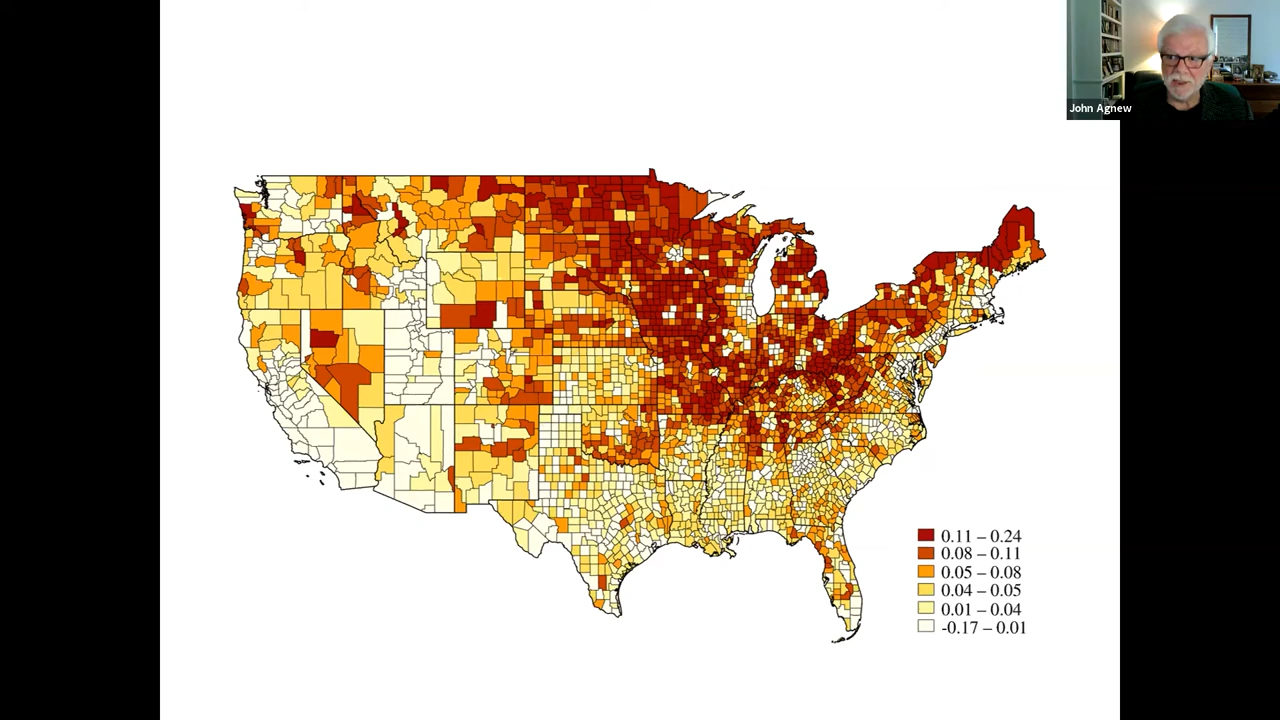 John Agnew
0.11 – 0.24
0.08 – 0.11
0.05 – 0.08
0.04 – 0.05
0.01 – 0.04
-0.17 – 0.01